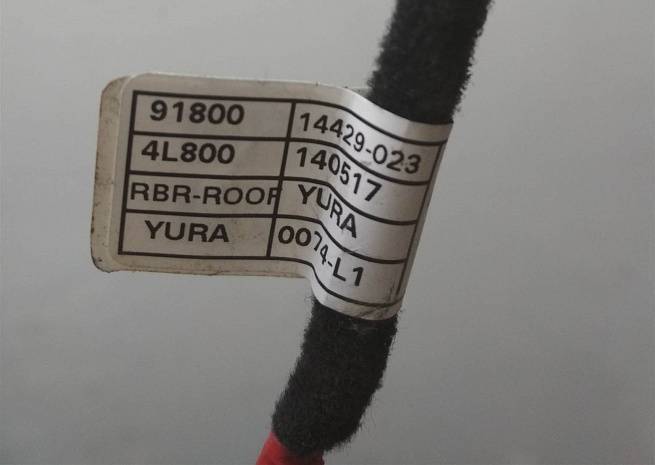 91800 14429-023
4L800 140517
RBR-ROOF YURA
YURA 0074-L1